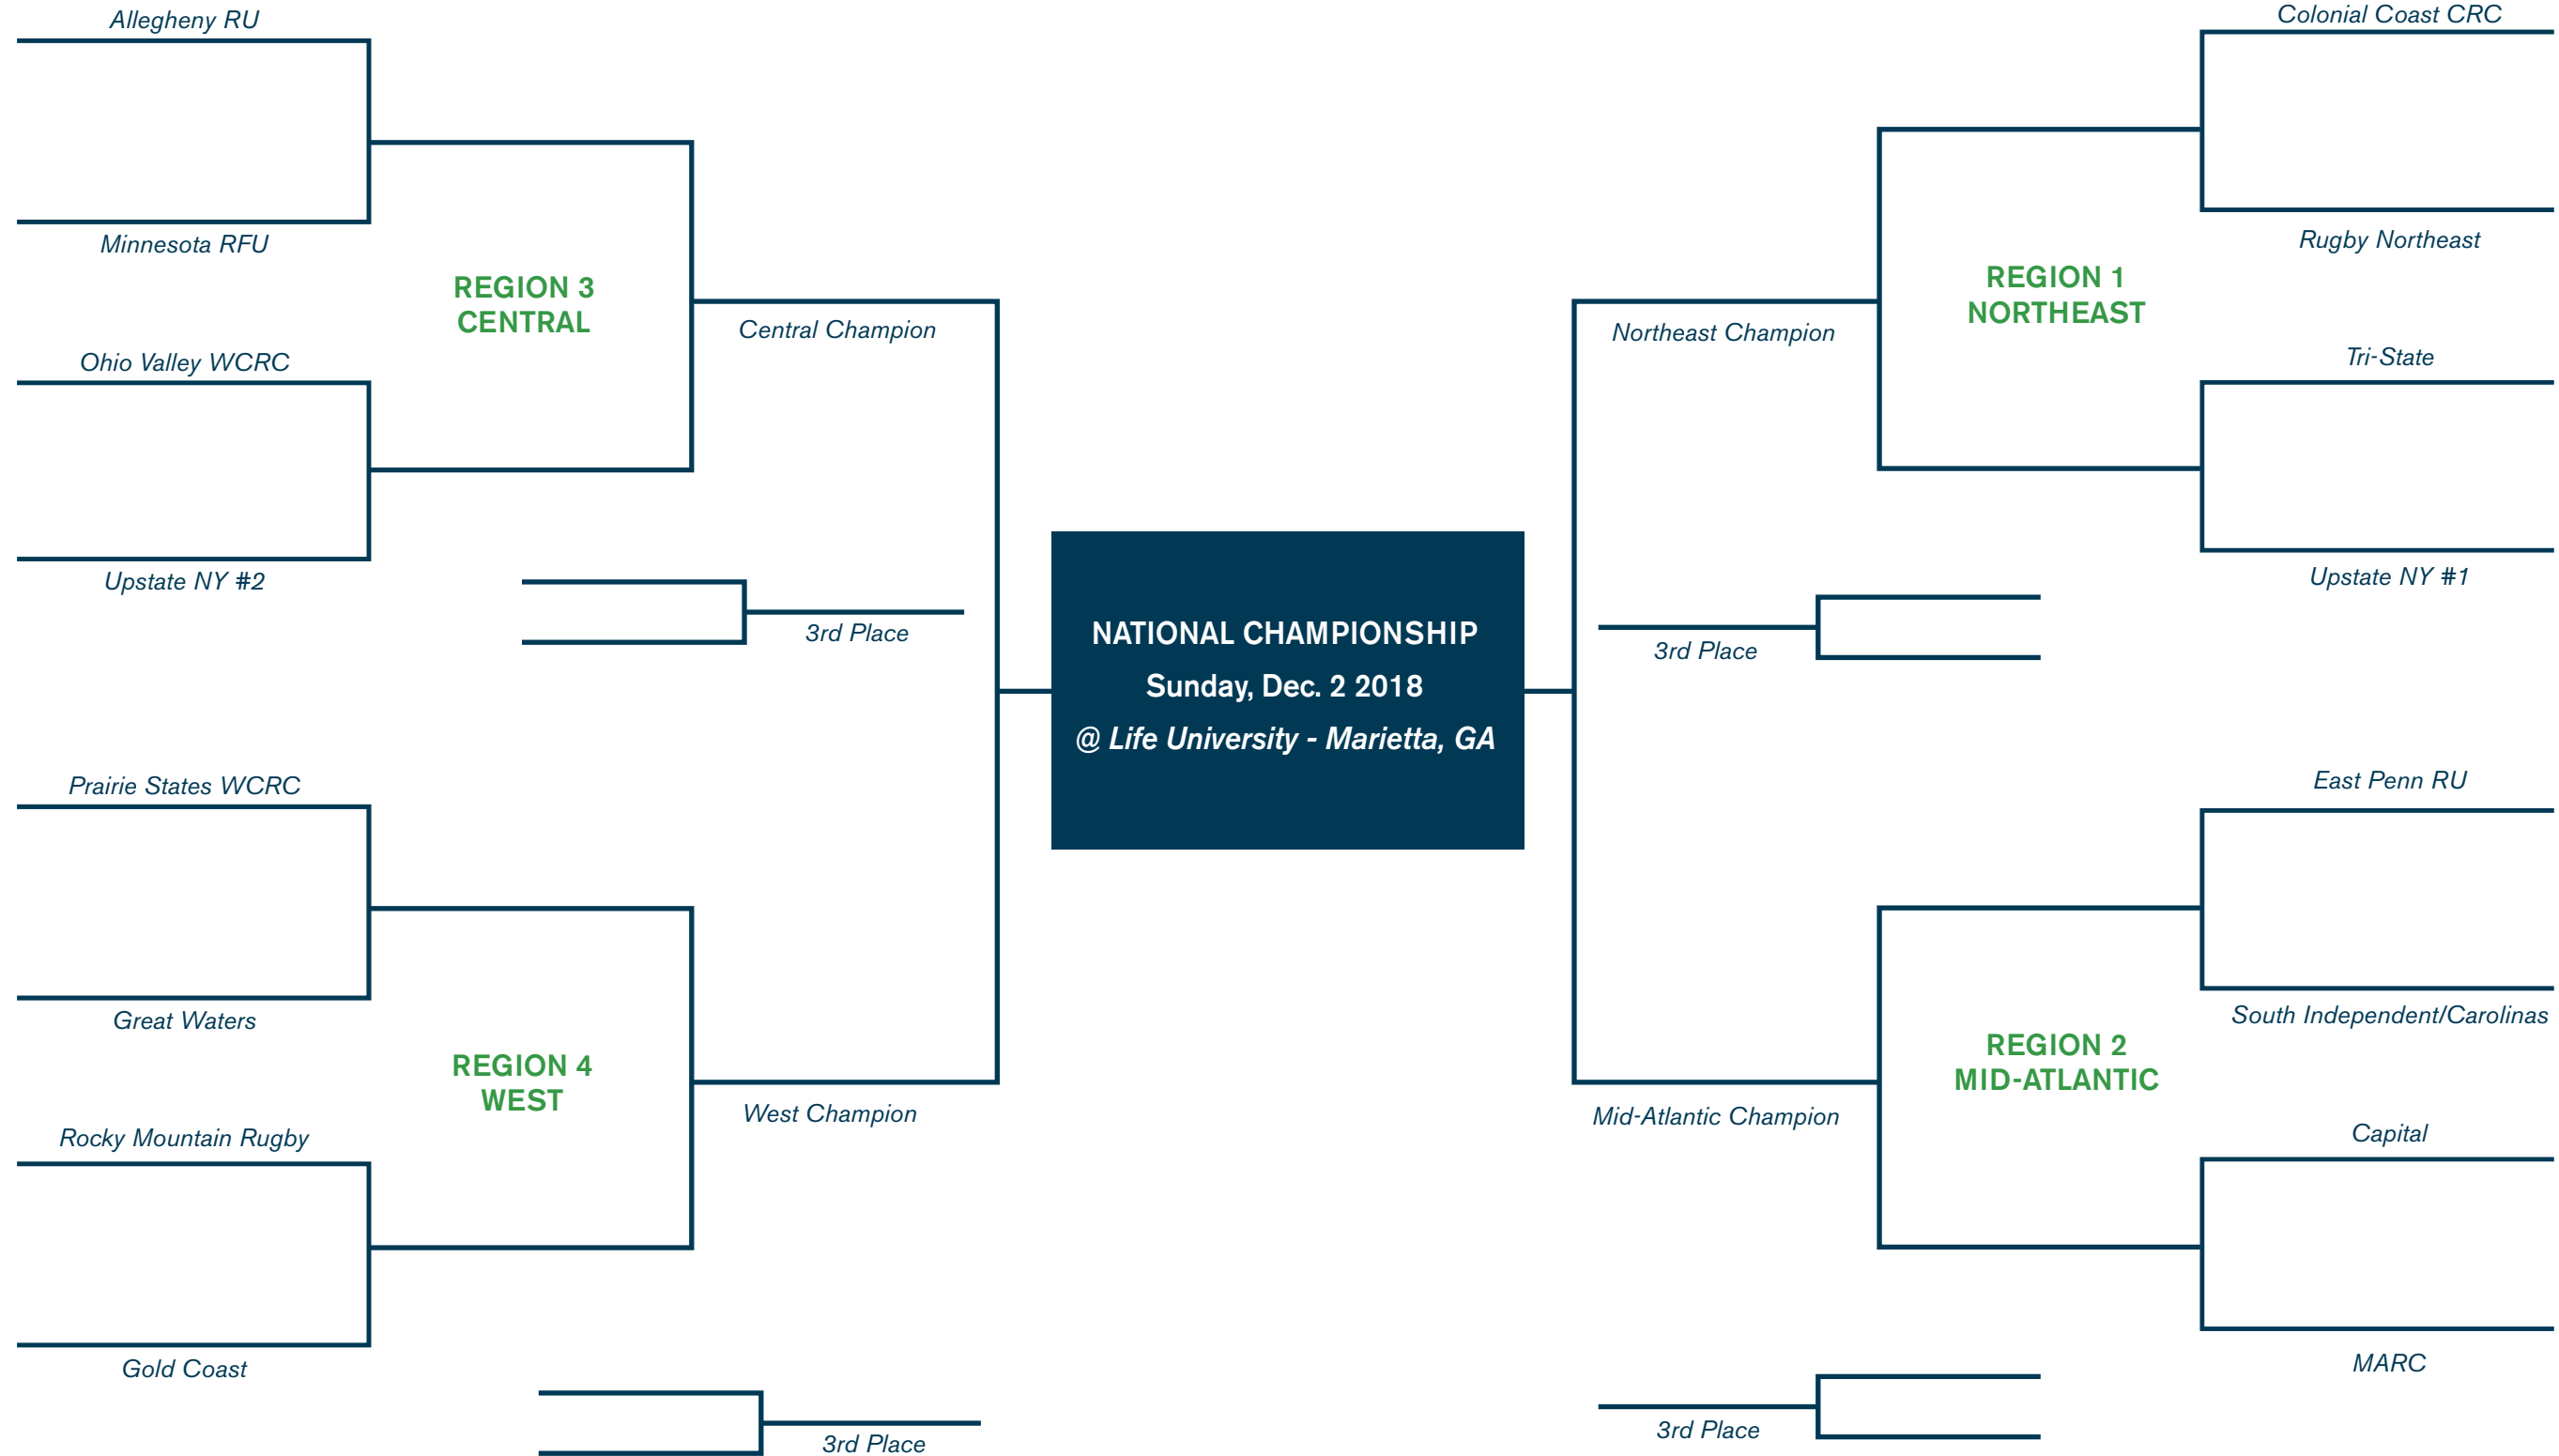 Allegheny RU
Minnesota RFU
REGION 3
CENTRAL
Ohio Valley WCRC
Upstate NY #2
Central Champion
3rd Place
Prairie States WCRC
Great Waters
REGION 4
WEST
Rocky Mountain Rugby
Gold Coast
West Champion
3rd Place
NATIONAL CHAMPIONSHIP
Sunday, Dec. 2 2018
@ Life University - Marietta, GA
Colonial Coast CRC
Rugby Northeast
REGION 1
NORTHEAST
Northeast Champion
Tri-State
Upstate NY #1
3rd Place
East Penn RU
South Independent/Carolinas
REGION 2
MID-ATLANTIC
Mid-Atlantic Champion
Capital
MARC
3rd Place